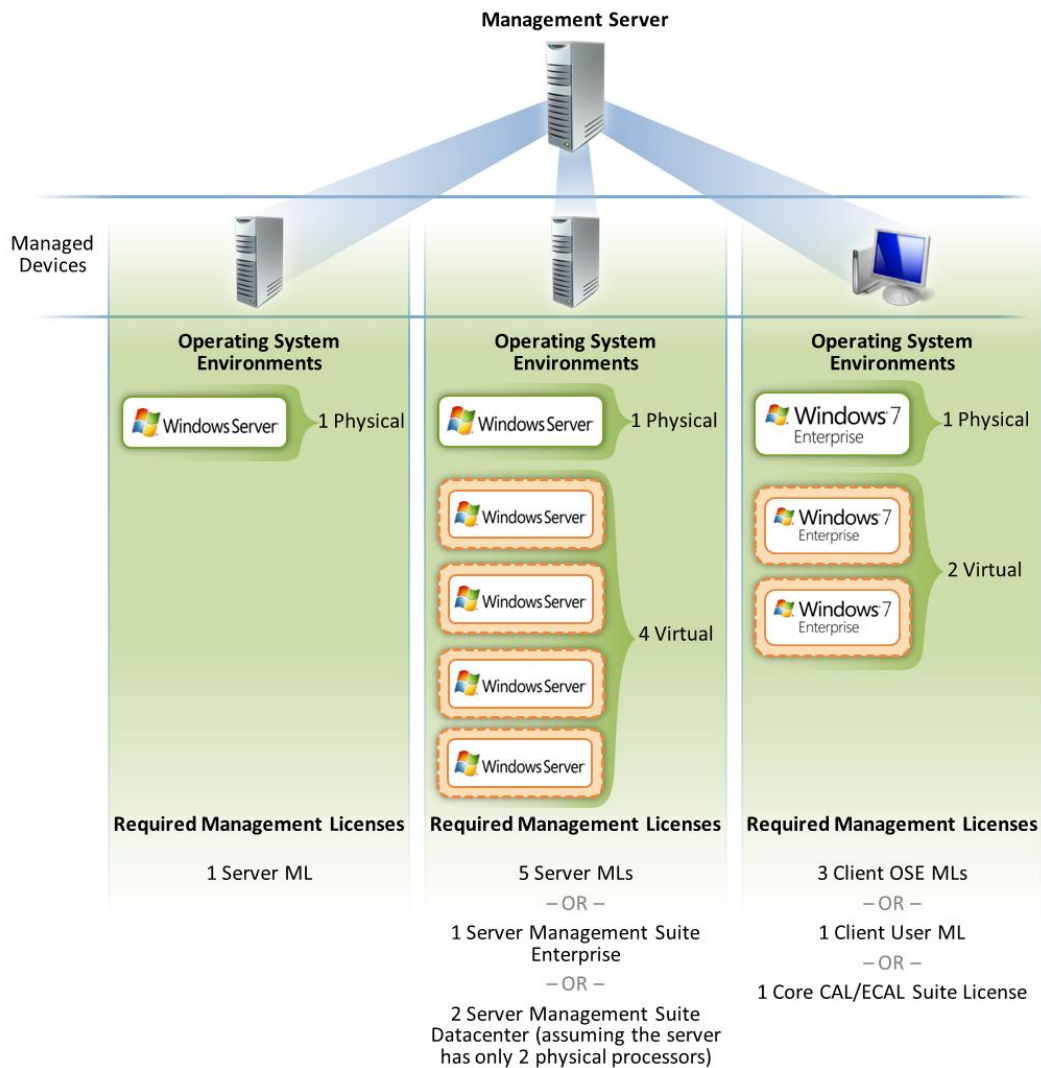 Management Server
Managed
Devices
Operating System
Environments
Windows Server
1 Physical
Required Management Licenses
1 Server ML
Operating System
Environments
Windows Server
1 Physical
Windows Server
Windows Server
Windows Server
Windows Server
4 Virtual
Required Management Licenses
5 Server MLs
– OR –
1 Server Management Suite
Enterprise
– OR –
2 Server Management Suite
Datacenter (assuming the server
has only 2 physical processors)
Operating System
Environments
Windows 7
Enterprise
1 Physical
Windows 7
Enterprise
Windows 7
Enterprise
2 Virtual
Required Management Licenses
3 Client OSE MLs
– OR –
1 Client User ML
– OR –
1 Core CAL/ECAL Suite License